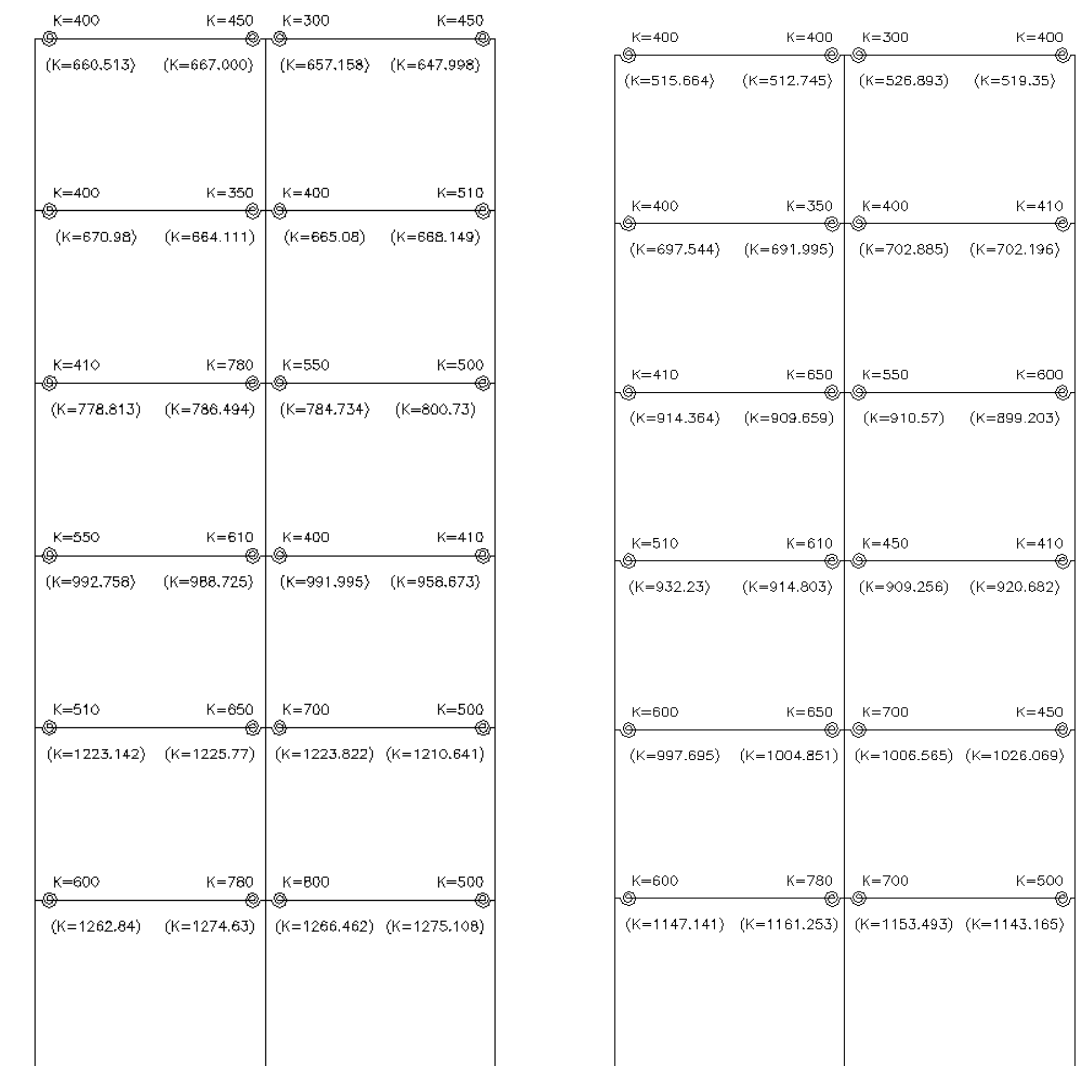 K=400 K=450 K=300 K=450
(K=660.513) (K=667.000) (K=657.158) (K=647.998)
K=400 K=350 K=400 K=510
(K=670.98) (K=664.111) (K=665.08) (K=668.149)
K=410 K=780 K=550 K=500
(K=778.813) (K=786.494) (K=784.734) (K=800.73)
K=550 K=610 K=400 K=410
(K=992.758) (K=988.725) (K=991.995) (K=958.673)
K=510 K=650 K=700 K=500
(K=1223.142) (K=1225.77) (K=1223.822) (K=1210.641)
K=600 K=780 K=800 K=500
(K=1262.84) (K=1274.63) (K=1266.462) (K=1275.108)
K=400 K=400 K=300 K=400
(K=515.664) (K=512.745) (K=526.893) (K=519.35)
K=400 K=350 K=400 K=410
(K=697.544) (K=691.995) (K=702.885) (K=702.196)
K=410 K=650 K=550 K=600
(K=914.364) (K=909.659) (K=910.57) (K=899.203)
K=510 K=610 K=450 K=410
(K=932.23) (K=914.803) (K=909.256) (K=920.682)
K=600 K=650 K=700 K=450
(K=997.695) (K=1004.851) (K=1006.565) (K=1026.069)
K=600 K=780 K=700 K=500
(K=1147.141) (K=1161.253) (K=1153.493) (K=1143.165)